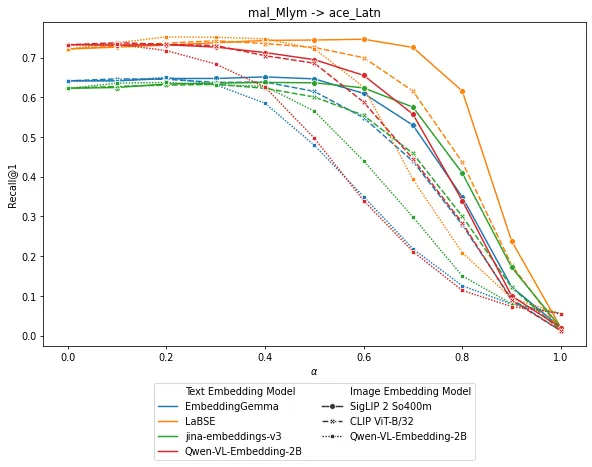 mal_Mlym -> ace_Latn
Recall@1
0.7
0.6
0.5
0.4
0.3
0.2
0.1
0.0
0.0 0.2 0.4 0.6 0.8 1.0
α
Text Embedding Model Image Embedding Model
EmbeddingGemma SigLIP 2 So400m
LaBSE CLIP ViT-B/32
jina-embeddings-v3 Qwen-VL-Embedding-2B
Qwen-VL-Embedding-2B